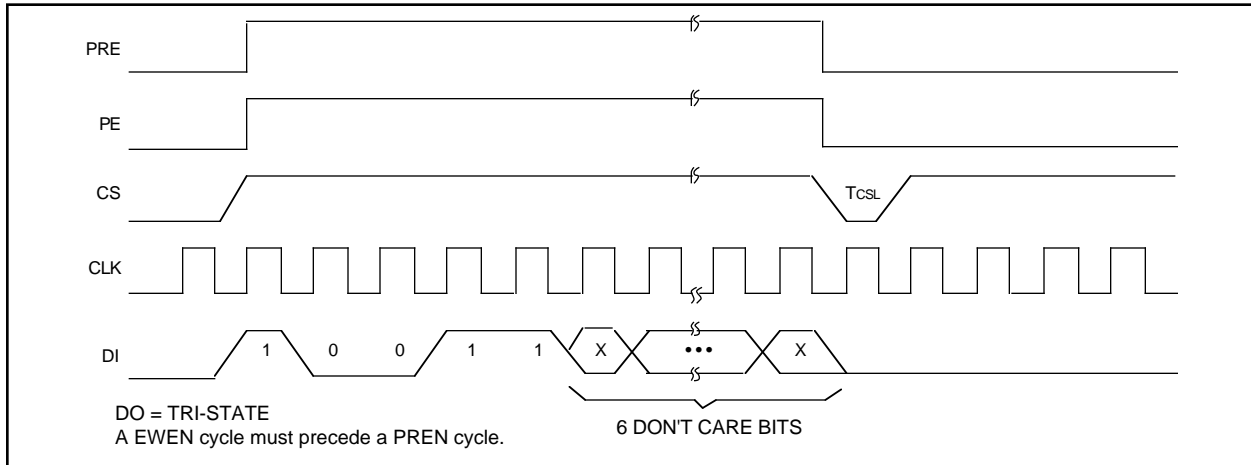 PRE
PE
CS
TCSL
CLK
DI
1 0 0 1 1 X ••• X
DO = TRI-STATE
A EWEN cycle must precede a PREN cycle.
6 DON'T CARE BITS